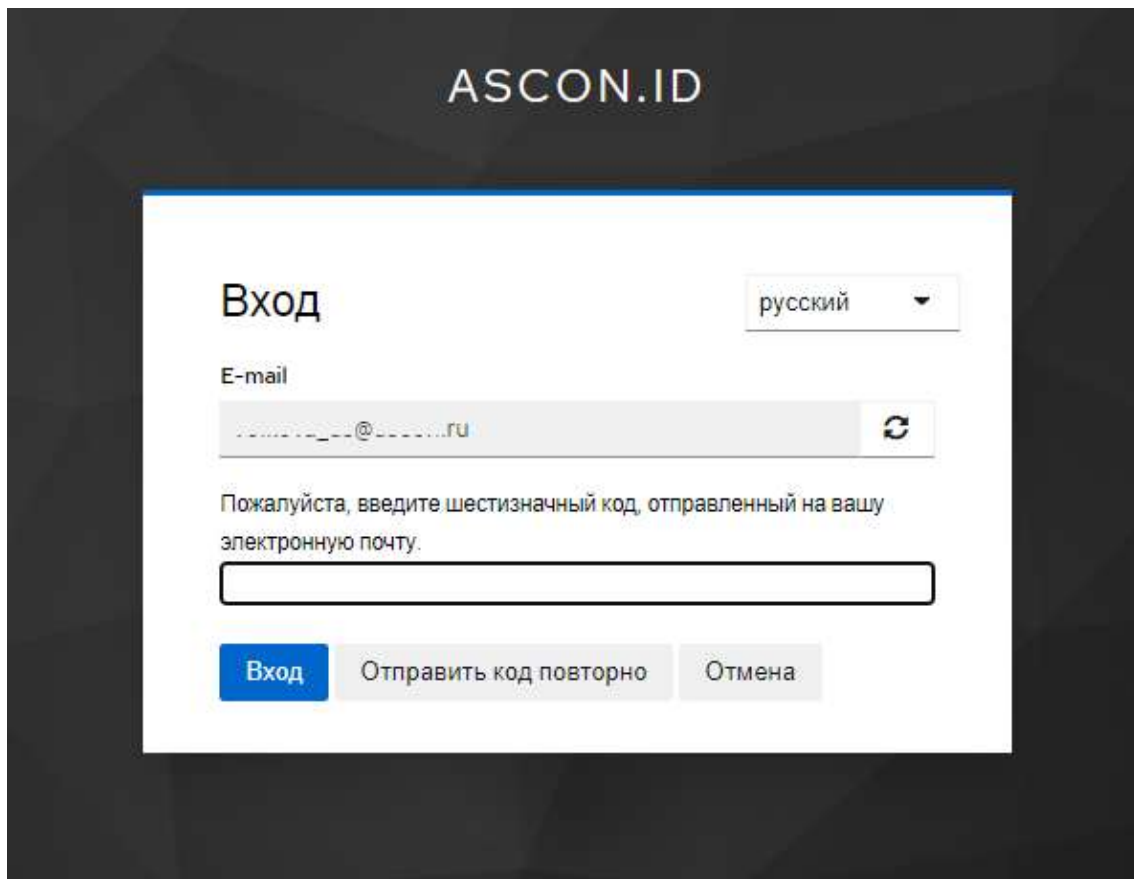 ASCON.ID
Вход
русский
E-mail
Пожалуйста, введите шестизначный код, отправленный на вашу
электронную почту.
Вход Отправить код повторно Отмена